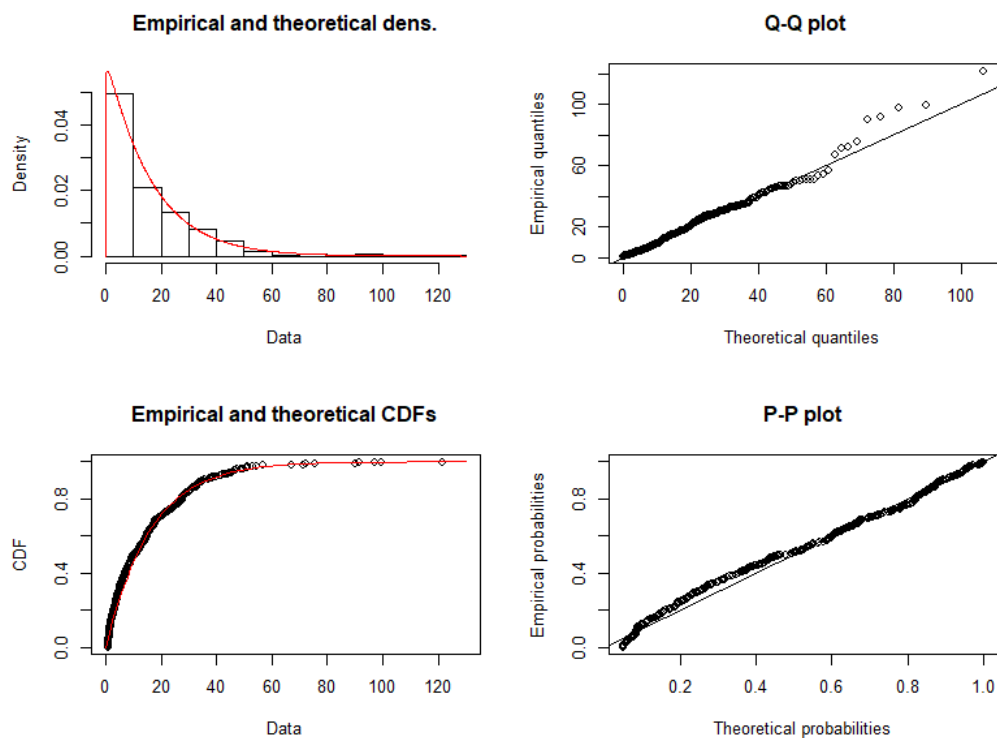 Empirical and theoretical dens.
Density
0.00 0.02 0.04
0 20 40 60 80 100 120
Data
Q-Q plot
Empirical quantiles
0 20 60 100
0 20 40 60 80 100
Theoretical quantiles
Empirical and theoretical CDFs
CDF
0.0 0.4 0.8
0 20 40 60 80 100 120
Data
P-P plot
Empirical probabilities
0.0 0.4 0.8
0.2 0.4 0.6 0.8 1.0
Theoretical probabilities